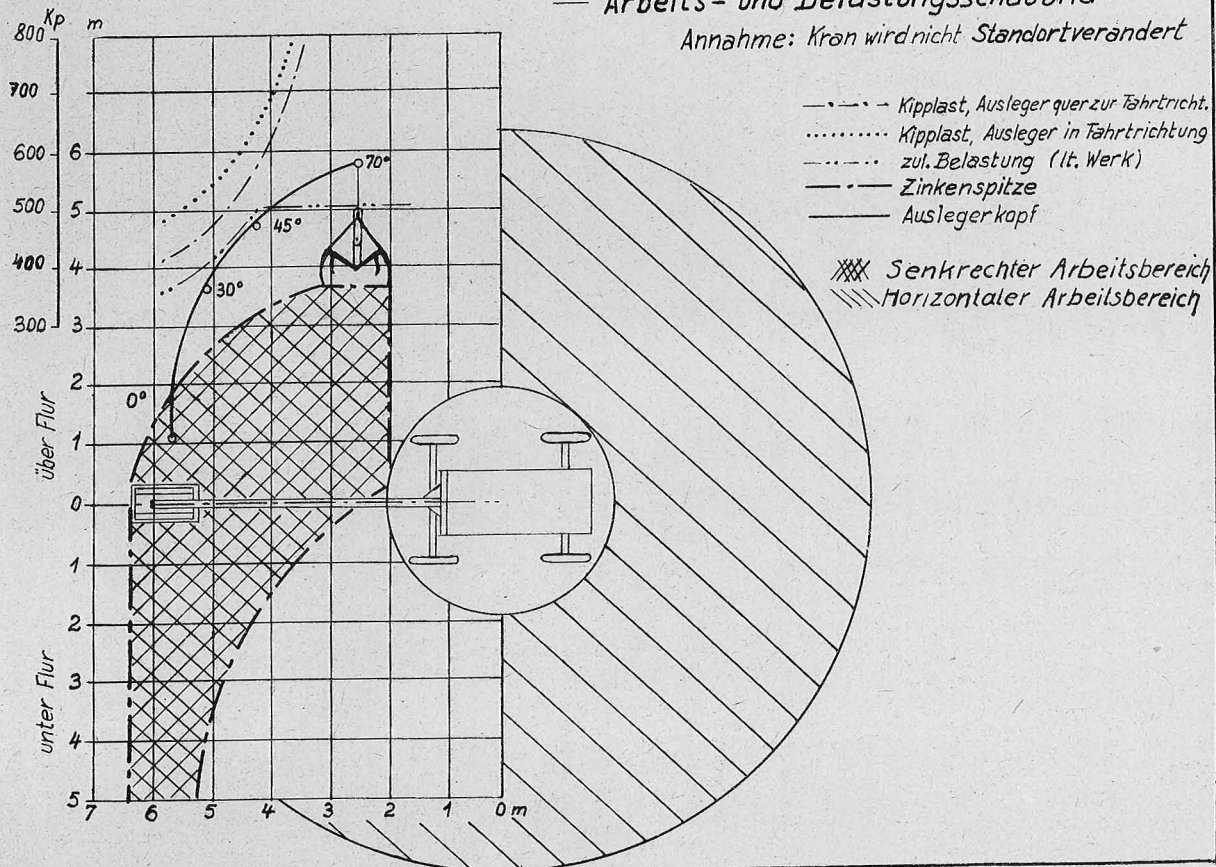 — Arbeits- und Belastungsschaubild
Annahme: Kran wird nicht Standortverändert
Kp m
800
700
600 6
500 5
400 4
300 3
2
1
0
1
2
3
4
5
über Flur
unter Flur
7 6 5 4 3 2 1 0 m
70°
45°
30°
0°
Kipplast, Ausleger quer zur Fahrtricht.
Kipplast, Ausleger in Fahrtrichtung
zul. Belastung (lt. Werk)
Zinkenspitze
Auslegerkopf
Senkrechter Arbeitsbereich
Horizontaler Arbeitsbereich